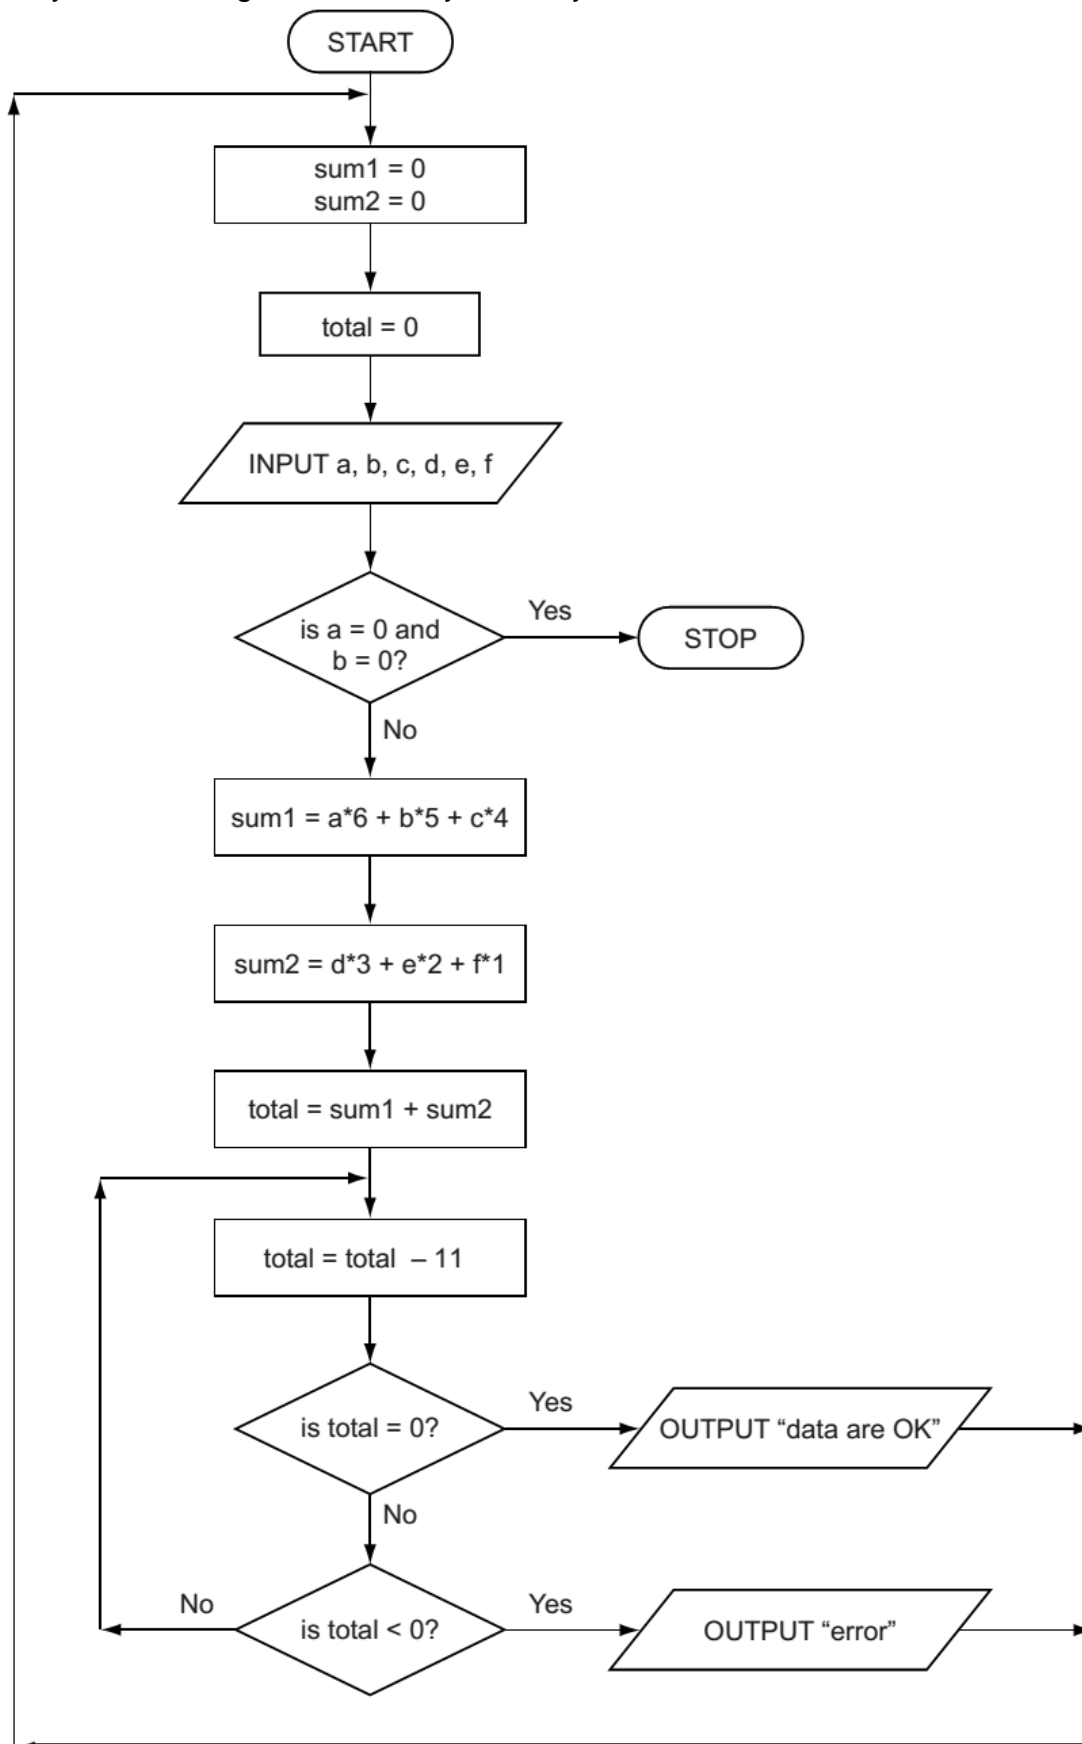 START
sum1 = 0
sum2 = 0
total = 0
INPUT a, b, c, d, e, f
is a = 0 and
b = 0?
Yes
STOP
No
sum1 = a*6 + b*5 + c*4
sum2 = d*3 + e*2 + f*1
total = sum1 + sum2
total = total – 11
is total = 0?
Yes
OUTPUT “data are OK”
No
is total < 0?
No
Yes
OUTPUT “error”